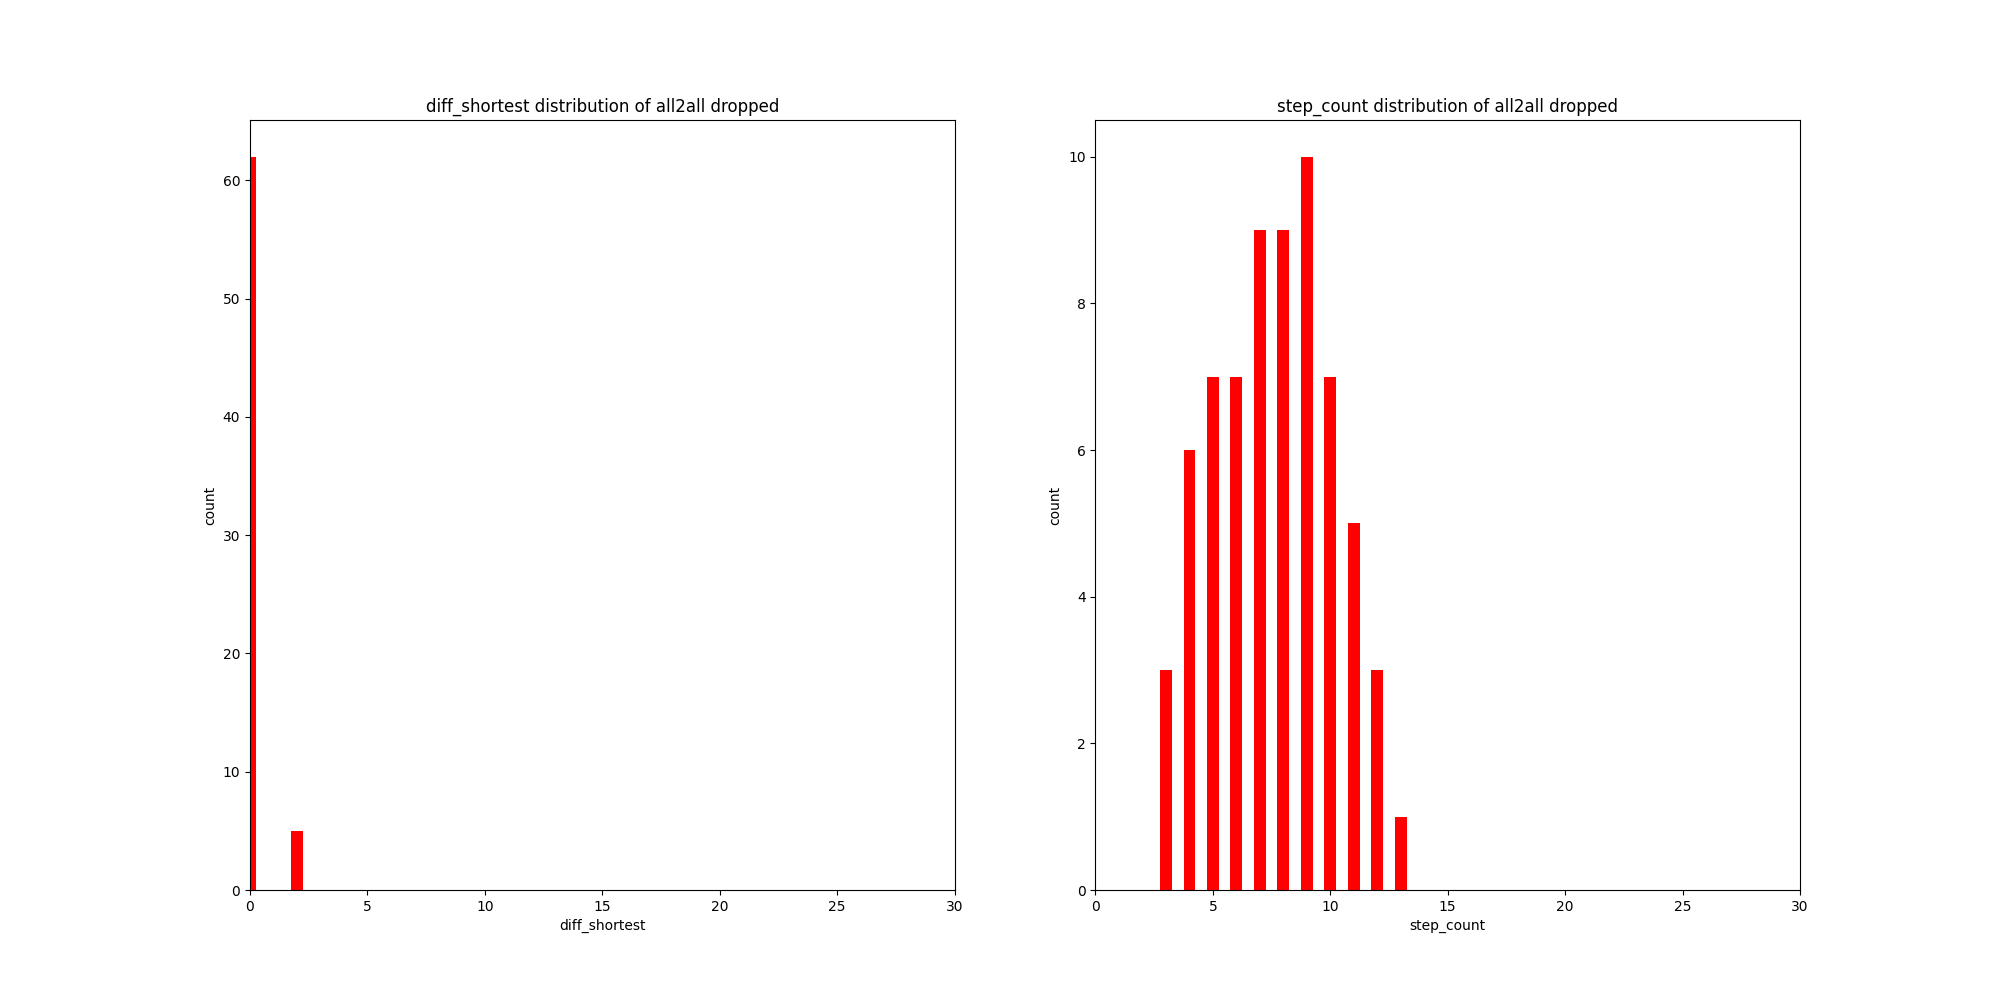 diff_shortest distribution of all2all dropped
60
50
40
30
20
10
0
count
0 5 10 15 20 25 30
diff_shortest
step_count distribution of all2all dropped
10
8
6
4
2
0
count
0 5 10 15 20 25 30
step_count